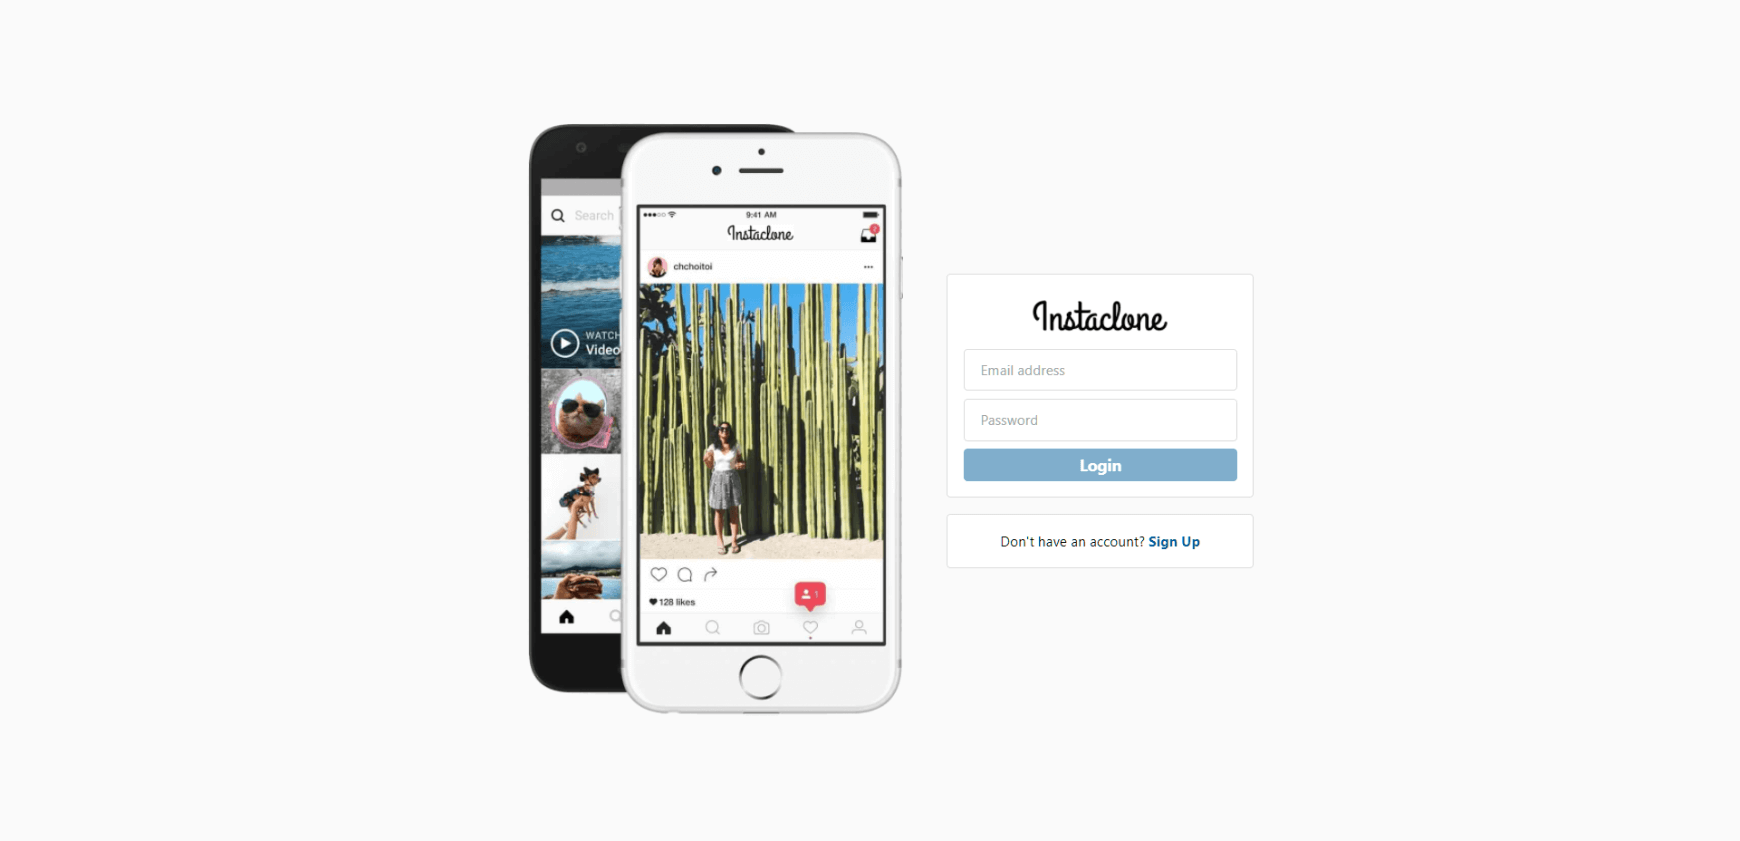 Search
WATCH
Video
9:41 AM
Instaclone
2
chchoitoi
1
128 likes
Instaclone
Email address
Password
Login
Don't have an account? Sign Up